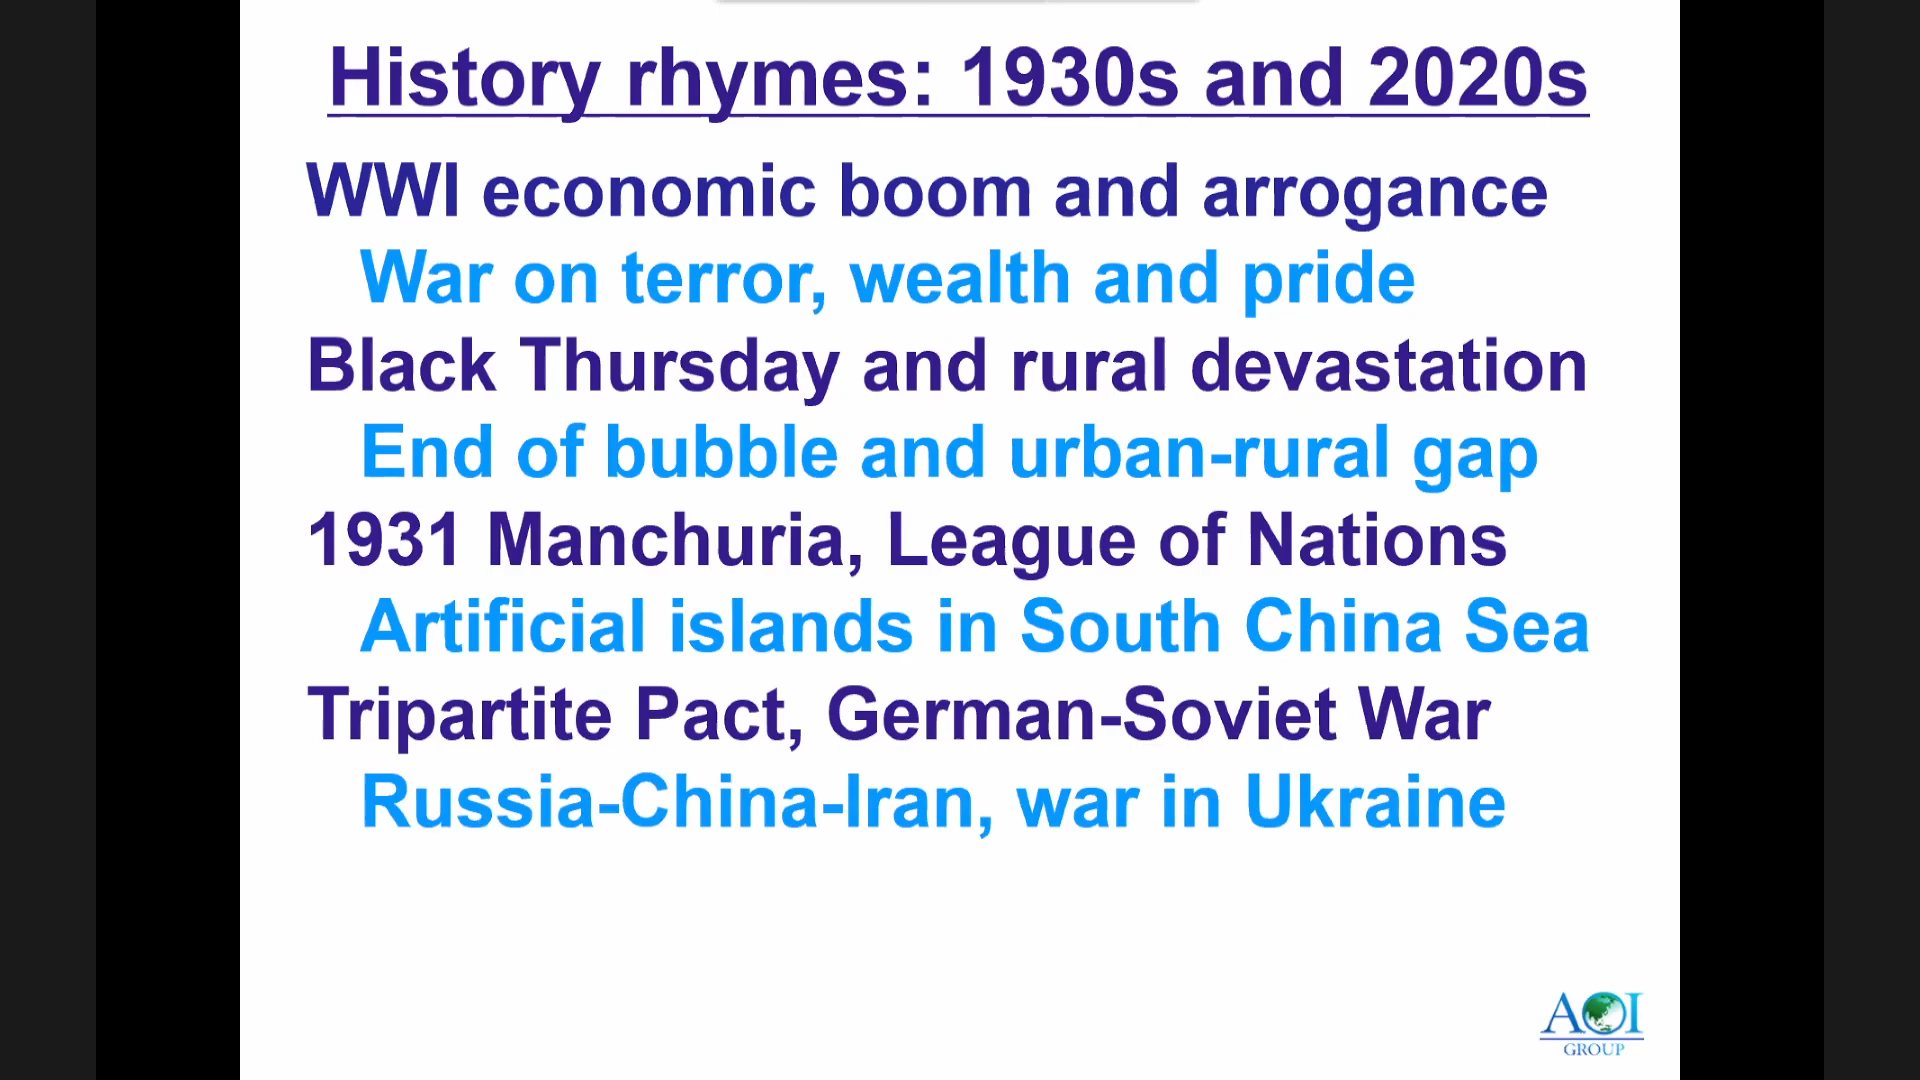 History rhymes: 1930s and 2020s
WWI economic boom and arrogance
War on terror, wealth and pride
Black Thursday and rural devastation
End of bubble and urban-rural gap
1931 Manchuria, League of Nations
Artificial islands in South China Sea
Tripartite Pact, German-Soviet War
Russia-China-Iran, war in Ukraine
AOI
GROUP